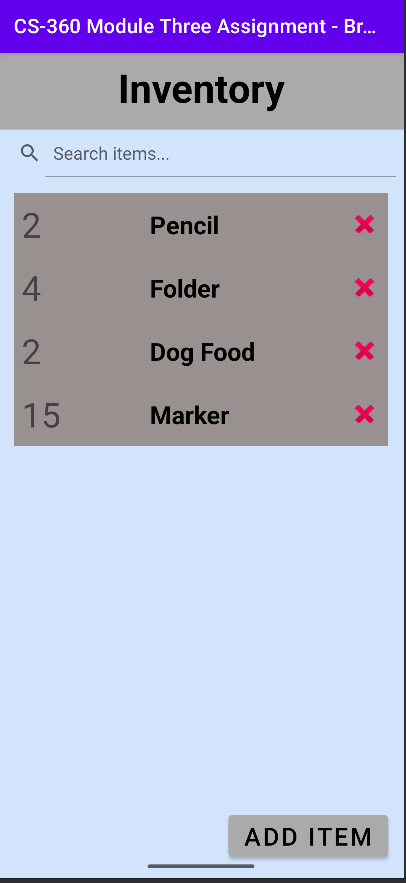 CS-360 Module Three Assignment - Br...
Inventory
Search items...
2 Pencil
4 Folder
2 Dog Food
15 Marker
ADD ITEM